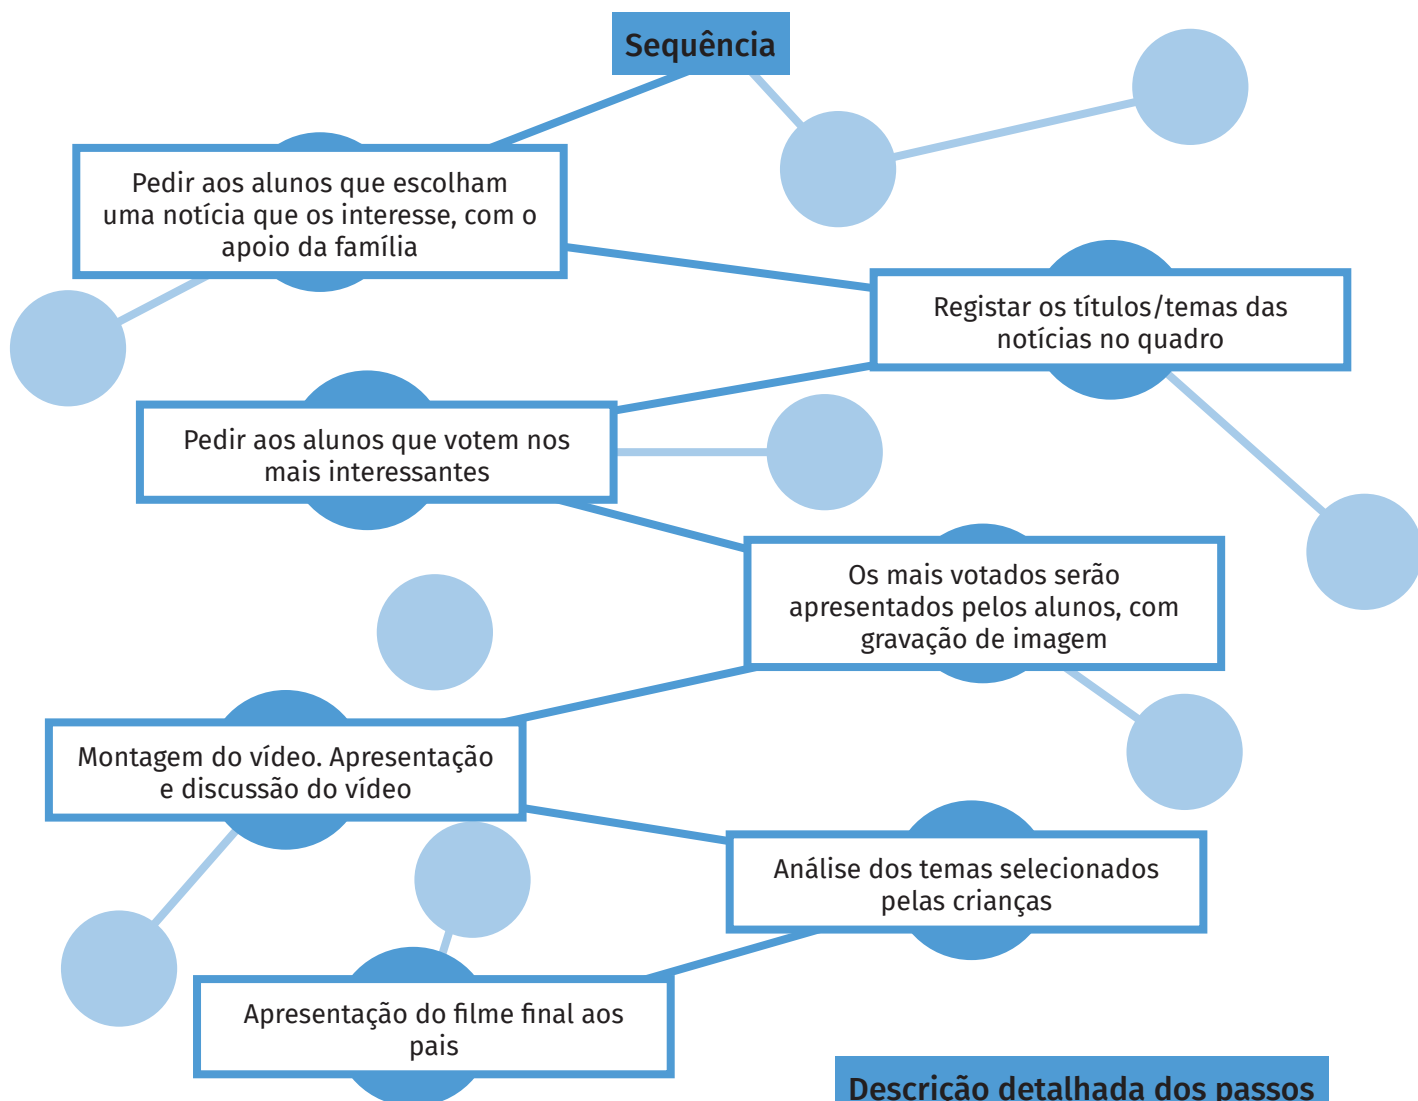 Sequência
Pedir aos alunos que escolham
uma notícia que os interesse, com o
apoio da família
Registar os títulos/temas das
notícias no quadro
Pedir aos alunos que votem nos
mais interessantes
Os mais votados serão
apresentados pelos alunos, com
gravação de imagem
Montagem do vídeo. Apresentação
e discussão do vídeo
Análise dos temas selecionados
pelas crianças
Apresentação do filme final aos
pais
Descrição detalhada dos passos